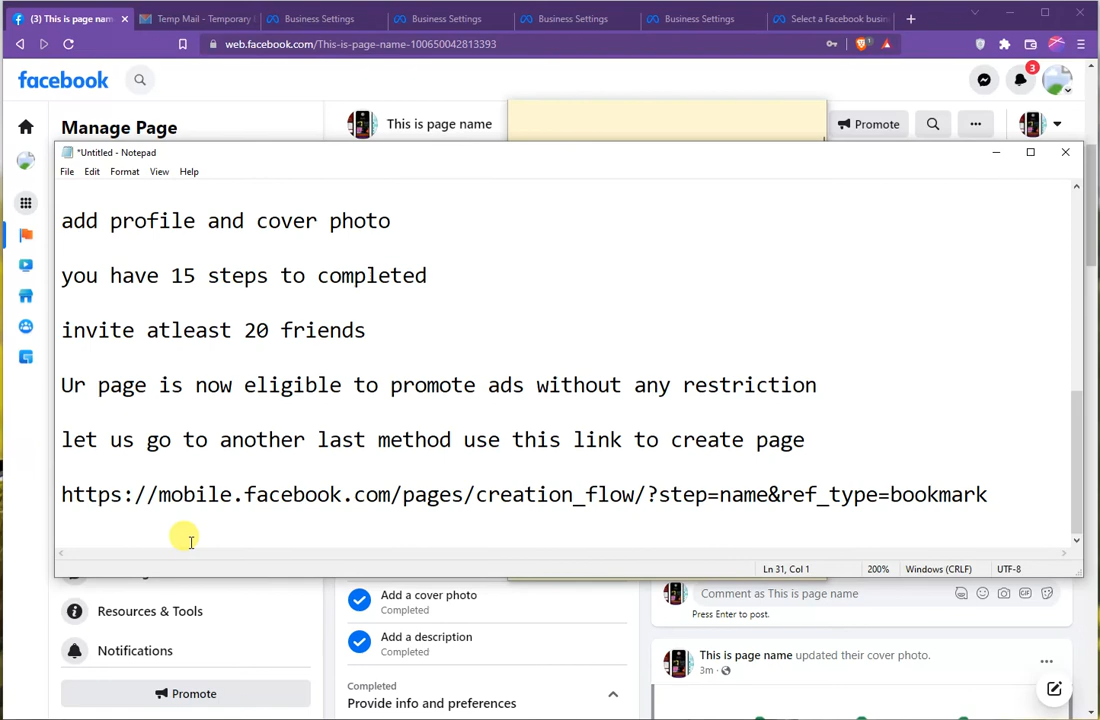 (3) This is page nam
Temp Mail - Temporary
Business Settings
Business Settings
Business Settings
Business Settings
Select a Facebook busin
web.facebook.com/This-is-page-name-100650042813393
1
facebook
3
Manage Page
This is page name
Promote
*Untitled - Notepad
File Edit Format View Help
add profile and cover photo
you have 15 steps to completed
invite atleast 20 friends
Ur page is now eligible to promote ads without any restriction
let us go to another last method use this link to create page
https://mobile.facebook.com/pages/creation_flow/?step=name&ref_type=bookmark
Ln 31, Col 1 200% Windows (CRLF) UTF-8
Resources & Tools
Notifications
Promote
Add a cover photo
Completed
Add a description
Completed
Completed
Provide info and preferences
Comment as This is page name
Press Enter to post.
This is page name updated their cover photo.
3m ·